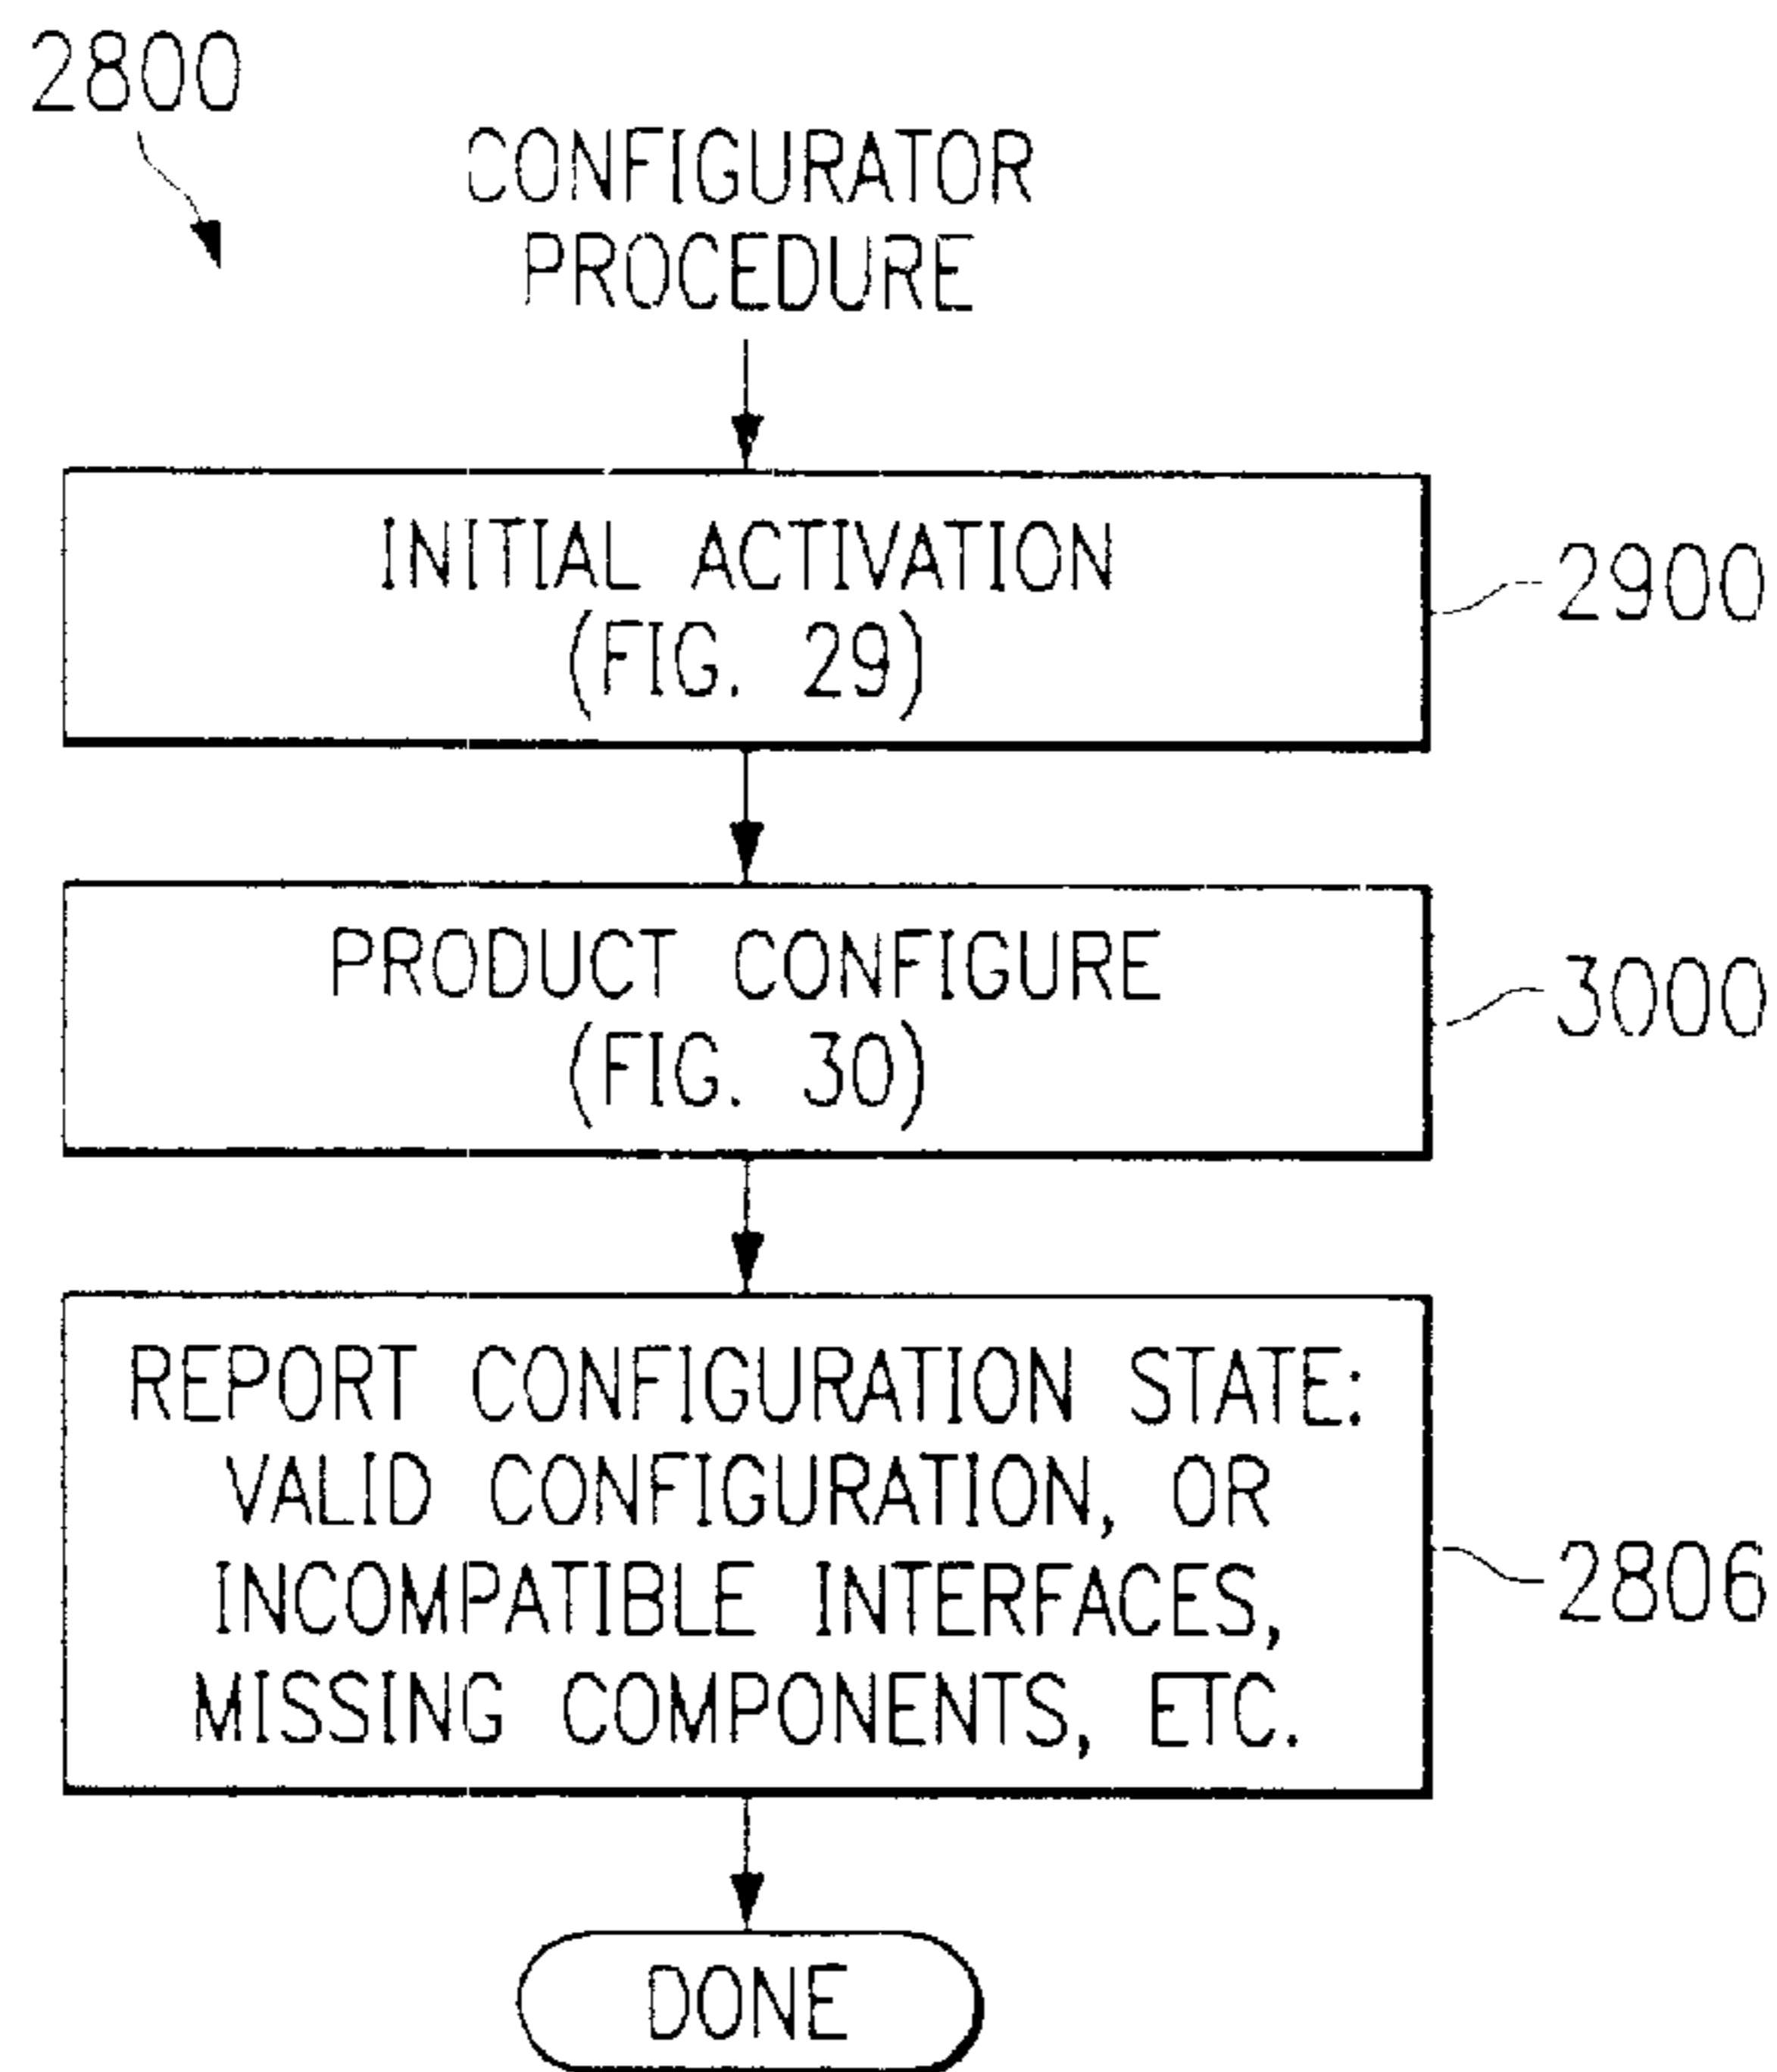 2800
CONFIGURATOR
PROCEDURE
INITIAL ACTIVATION
(FIG. 29)
2900
PRODUCT CONFIGURE
(FIG. 30)
3000
REPORT CONFIGURATION STATE:
VALID CONFIGURATION, OR
INCOMPATIBLE INTERFACES,
MISSING COMPONENTS, ETC.
2806
DONE